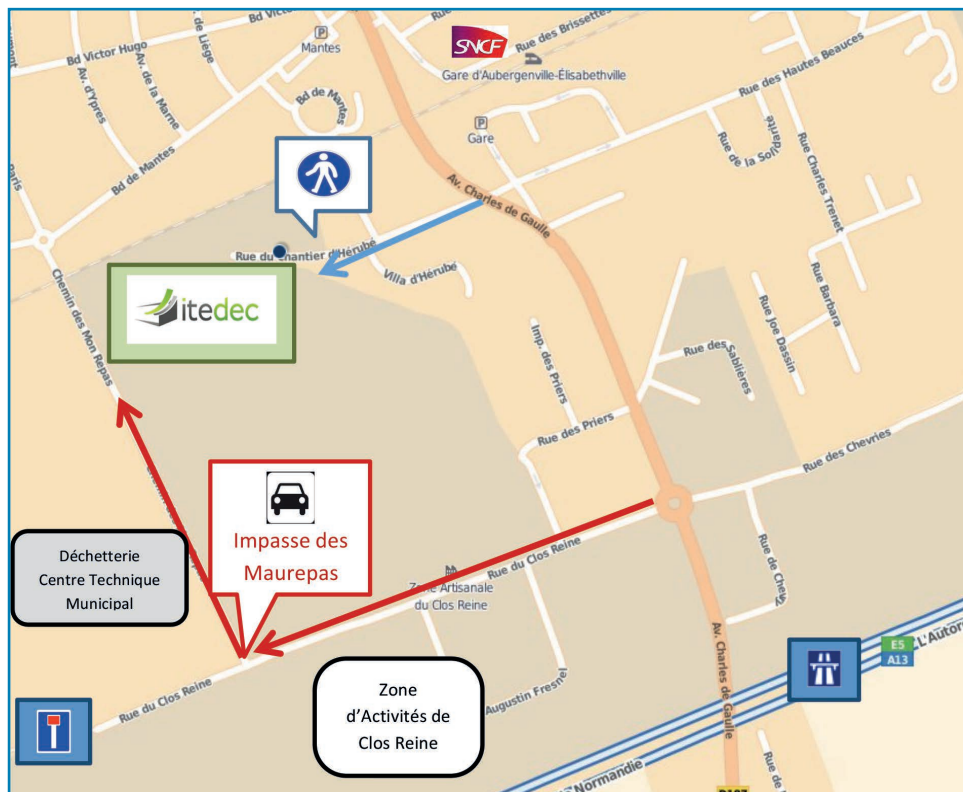 Bd Victor Hugo
Av. d'Ypres
Av. de la Marne
de Liège
P
Mantes
Bd de Mantes
Bd de Mantes
SNCF
Rue des Brissettes
Gare d'Aubergenville-Élisabethville
P
Gare
Rue des Hautes Beauces
Rue de la Sol
Rue Charles Trenet
Rue Barbara
Rue Joe Dassin
Rue des Sablières
Av. Charles de Gaulle
Rue du Chantier d'Hérubé
Villa d'Hérubé
itedec
Chemin des Mon Repas
Imp. des Priers
Rue des Priers
Rue des Chevries
Impasse des
Maurepas
Déchetterie
Centre Technique
Municipal
Rue du Clos Reine
Zone Artisanale
du Clos Reine
Rue de Chevry
Av. Charles de Gaulle
E5
A13
L'Autor
Rue du Clos Reine
Zone
d'Activités de
Clos Reine
Augustin Fresnel
Normandie
Rue de